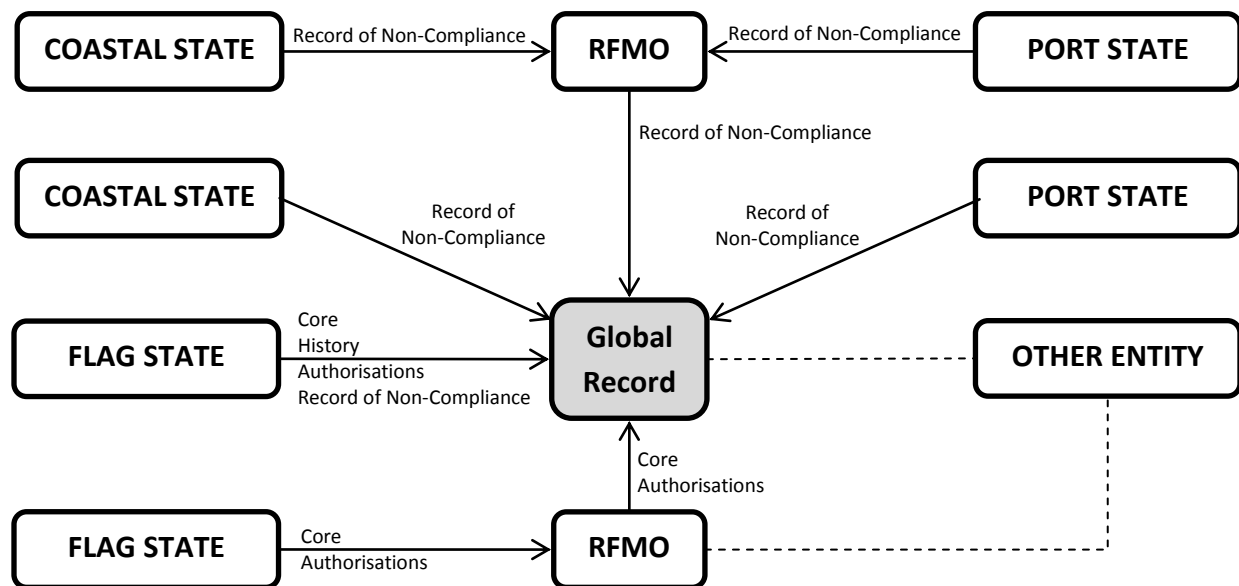 COASTAL STATE
Record of Non-Compliance
RFMO
Record of Non-Compliance
PORT STATE
Record of Non-Compliance
COASTAL STATE
Record of
Non-Compliance
Record of
Non-Compliance
PORT STATE
FLAG STATE
Core
History
Authorisations
Record of Non-Compliance
Global
Record
OTHER ENTITY
Core
Authorisations
FLAG STATE
Core
Authorisations
RFMO